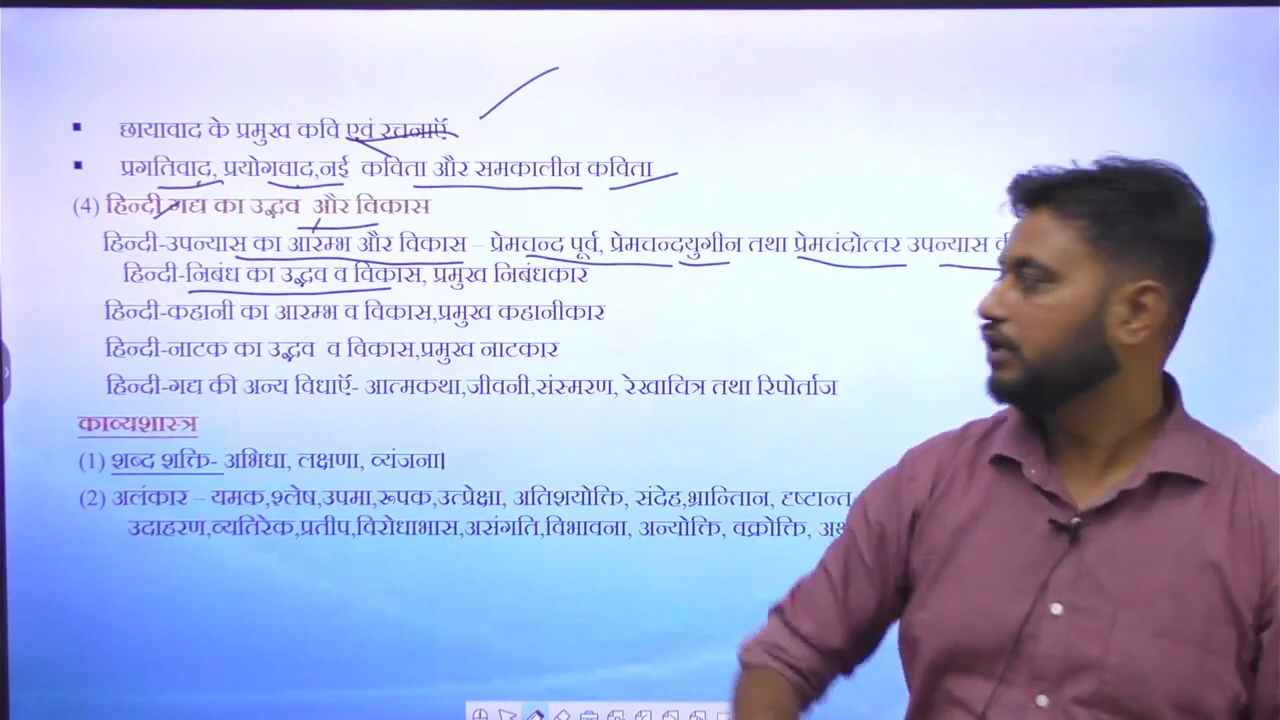 ▪ छायावाद के प्रमुख कवि एवं रचनाएँ
▪ प्रगतिवाद, प्रयोगवाद,नई कविता और समकालीन कविता
(4) हिन्दी गद्य का उद्भव और विकास
हिन्दी-उपन्यास का आरम्भ और विकास – प्रेमचन्द पूर्व, प्रेमचन्दयुगीन तथा प्रेमचंदोत्तर उपन्यास
हिन्दी-निबंध का उद्भव व विकास, प्रमुख निबंधकार
हिन्दी-कहानी का आरम्भ व विकास,प्रमुख कहानीकार
हिन्दी-नाटक का उद्भव व विकास,प्रमुख नाटकार
हिन्दी-गद्य की अन्य विधाएँ- आत्मकथा,जीवनी,संस्मरण, रेखाचित्र तथा रिपोर्ताज
काव्यशास्त्र
(1) शब्द शक्ति- अभिधा, लक्षणा, व्यंजना।
(2) अलंकार – यमक,श्लेष,उपमा,रूपक,उत्प्रेक्षा, अतिशयोक्ति, संदेह,भ्रान्तिान, दृष्टान्त
उदाहरण,व्यतिरेक,प्रतीप,विरोधाभास,असंगति,विभावना, अन्योक्ति, वक्रोक्ति,